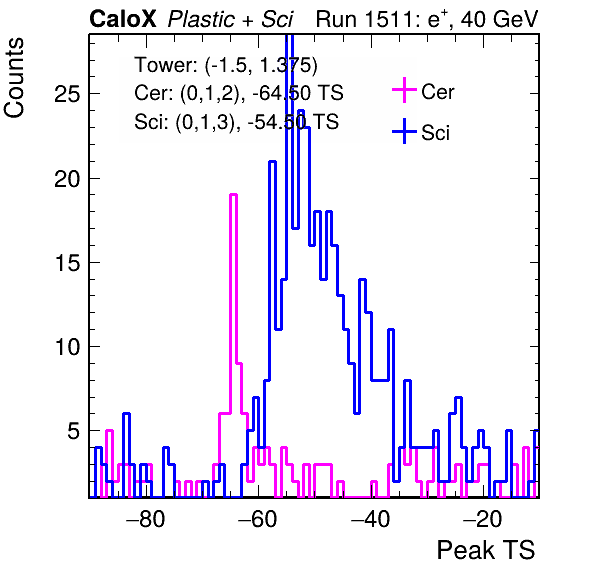 CaloX Plastic + Sci Run 1511: e+, 40 GeV
Counts
Tower: (-1.5, 1.375)
Cer: (0,1,2), -64.50 TS
Sci: (0,1,3), -54.50 TS
Cer
Sci
25
20
15
10
5
−80 −60 −40 −20
Peak TS